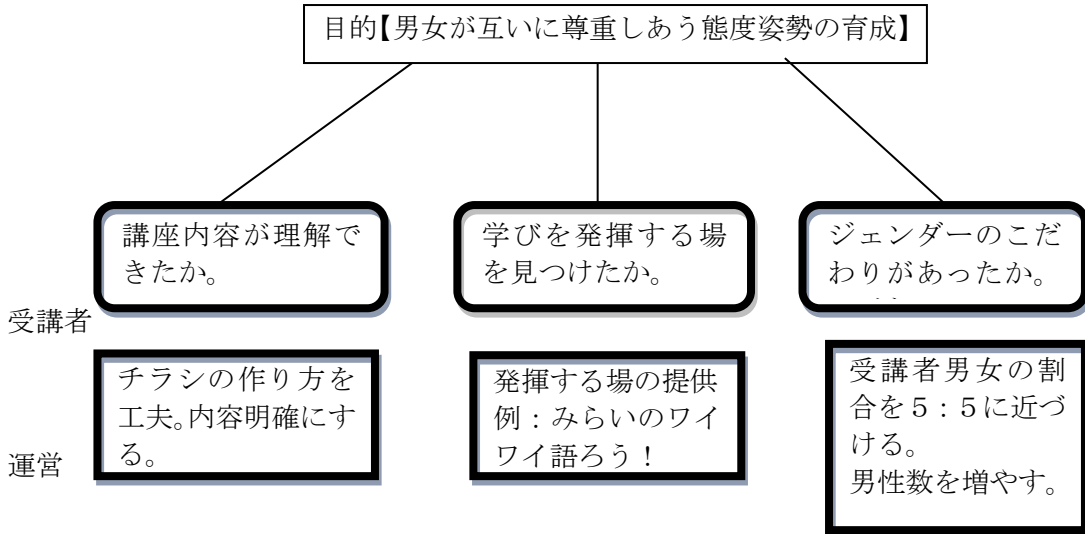 目的【男女が互いに尊重しあう態度姿勢の育成】
講座内容が理解で
きたか。
学びを発揮する場
を見つけたか。
ジェンダーのこだ
わりがあったか。
受講者
チラシの作り方を
工夫。内容明確にす
る。
発揮する場の提供
例：みらいのワイ
ワイ語ろう！
受講者男女の割
合を５：５に近づ
ける。
男性数を増やす。
運営